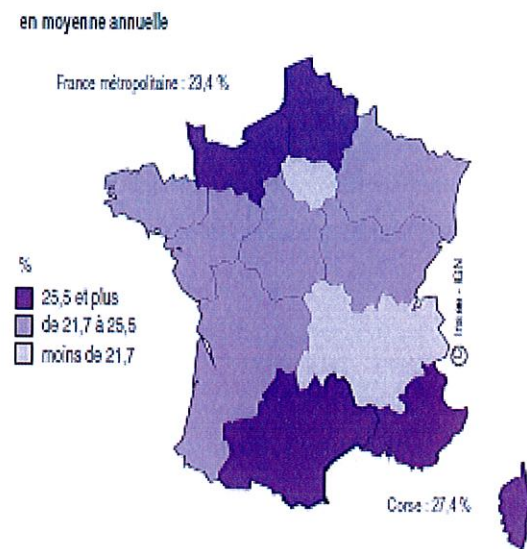 en moyenne annuelle
France métropolitaine : 23,4 %
%
25,5 et plus
de 21,7 à 25,5
moins de 21,7
Corse : 27,4 %